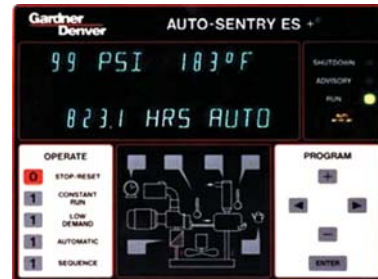 Gardner
Denver
AUTO-SENTRY ES +
99 PSI 183°F
823.1 HRS AUTO
SHUTDOWN
ADVISORY
RUN
AUTO
OPERATE
0 STOP-RESET
1 CONSTANT
RUN
1 LOW
DEMAND
1 AUTOMATIC
1 SEQUENCE
PROGRAM
+
−
ENTER